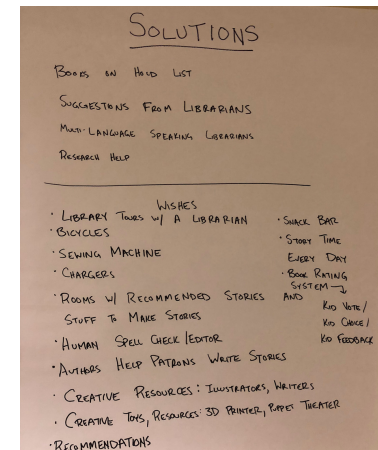 SOLUTIONS
BOOKS ON HOLD LIST
SUGGESTIONS FROM LIBRARIANS
MULTI-LANGUAGE SPEAKING LIBRARIANS
RESEARCH HELP
WISHES
· LIBRARY TOURS W/ A LIBRARIAN
· BICYCLES
· SEWING MACHINE
· CHARGERS
· ROOMS W/ RECOMMENDED STORIES AND
STUFF TO MAKE STORIES
· HUMAN SPELL CHECK/EDITOR
· AUTHORS HELP PATRONS WRITE STORIES
· CREATIVE RESOURCES: ILLUSTRATORS, WRITERS
· CREATIVE TOYS, RESOURCES: 3D PRINTER, PUPPET THEATER
· RECOMMENDATIONS
· SNACK BAR
· STORY TIME
EVERY DAY
· BOOK RATING
SYSTEM →
KID VOTE/
KID CHOICE/
KID FEEDBACK